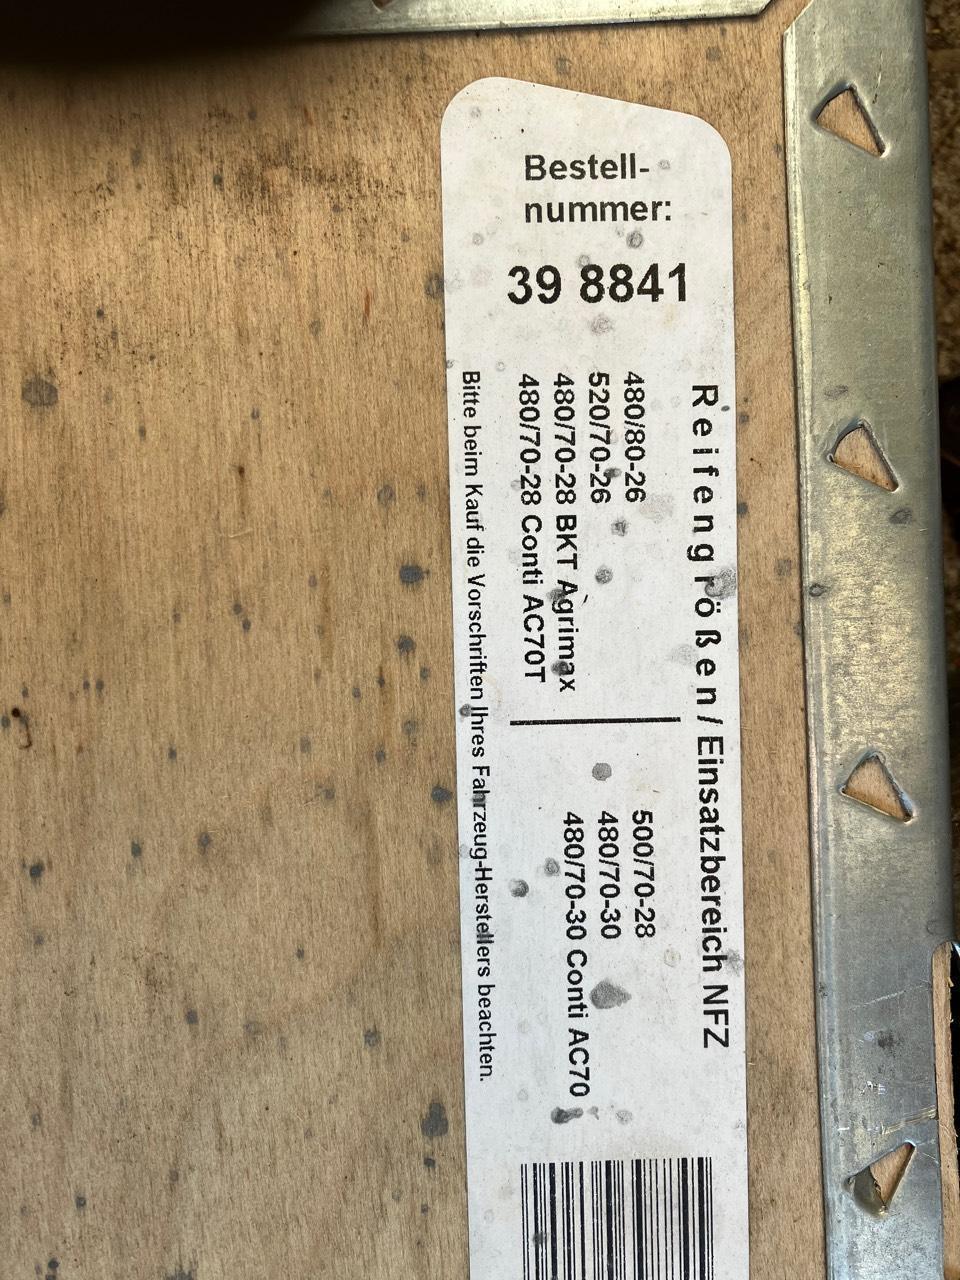 Bestell-
nummer:
39 8841
Reifengrößen / Einsatzbereich NFZ
480/80-26
520/70-26
480/70-28 BKT Agrimax
480/70-28 Conti AC70T
500/70-28
480/70-30
480/70-30 Conti AC70
Bitte beim Kauf die Vorschriften Ihres Fahrzeug-Herstellers beachten.